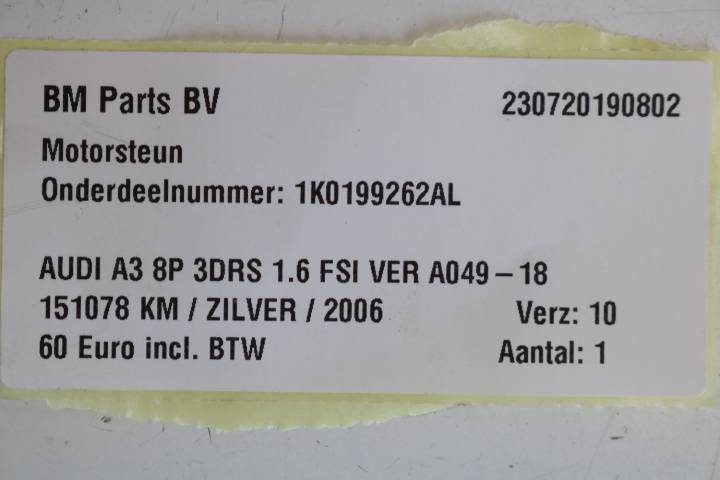 BM Parts BV 230720190802
Motorsteun
Onderdeelnummer: 1K0199262AL
AUDI A3 8P 3DRS 1.6 FSI VER A049 – 18
151078 KM / ZILVER / 2006 Verz: 10
60 Euro incl. BTW Aantal: 1